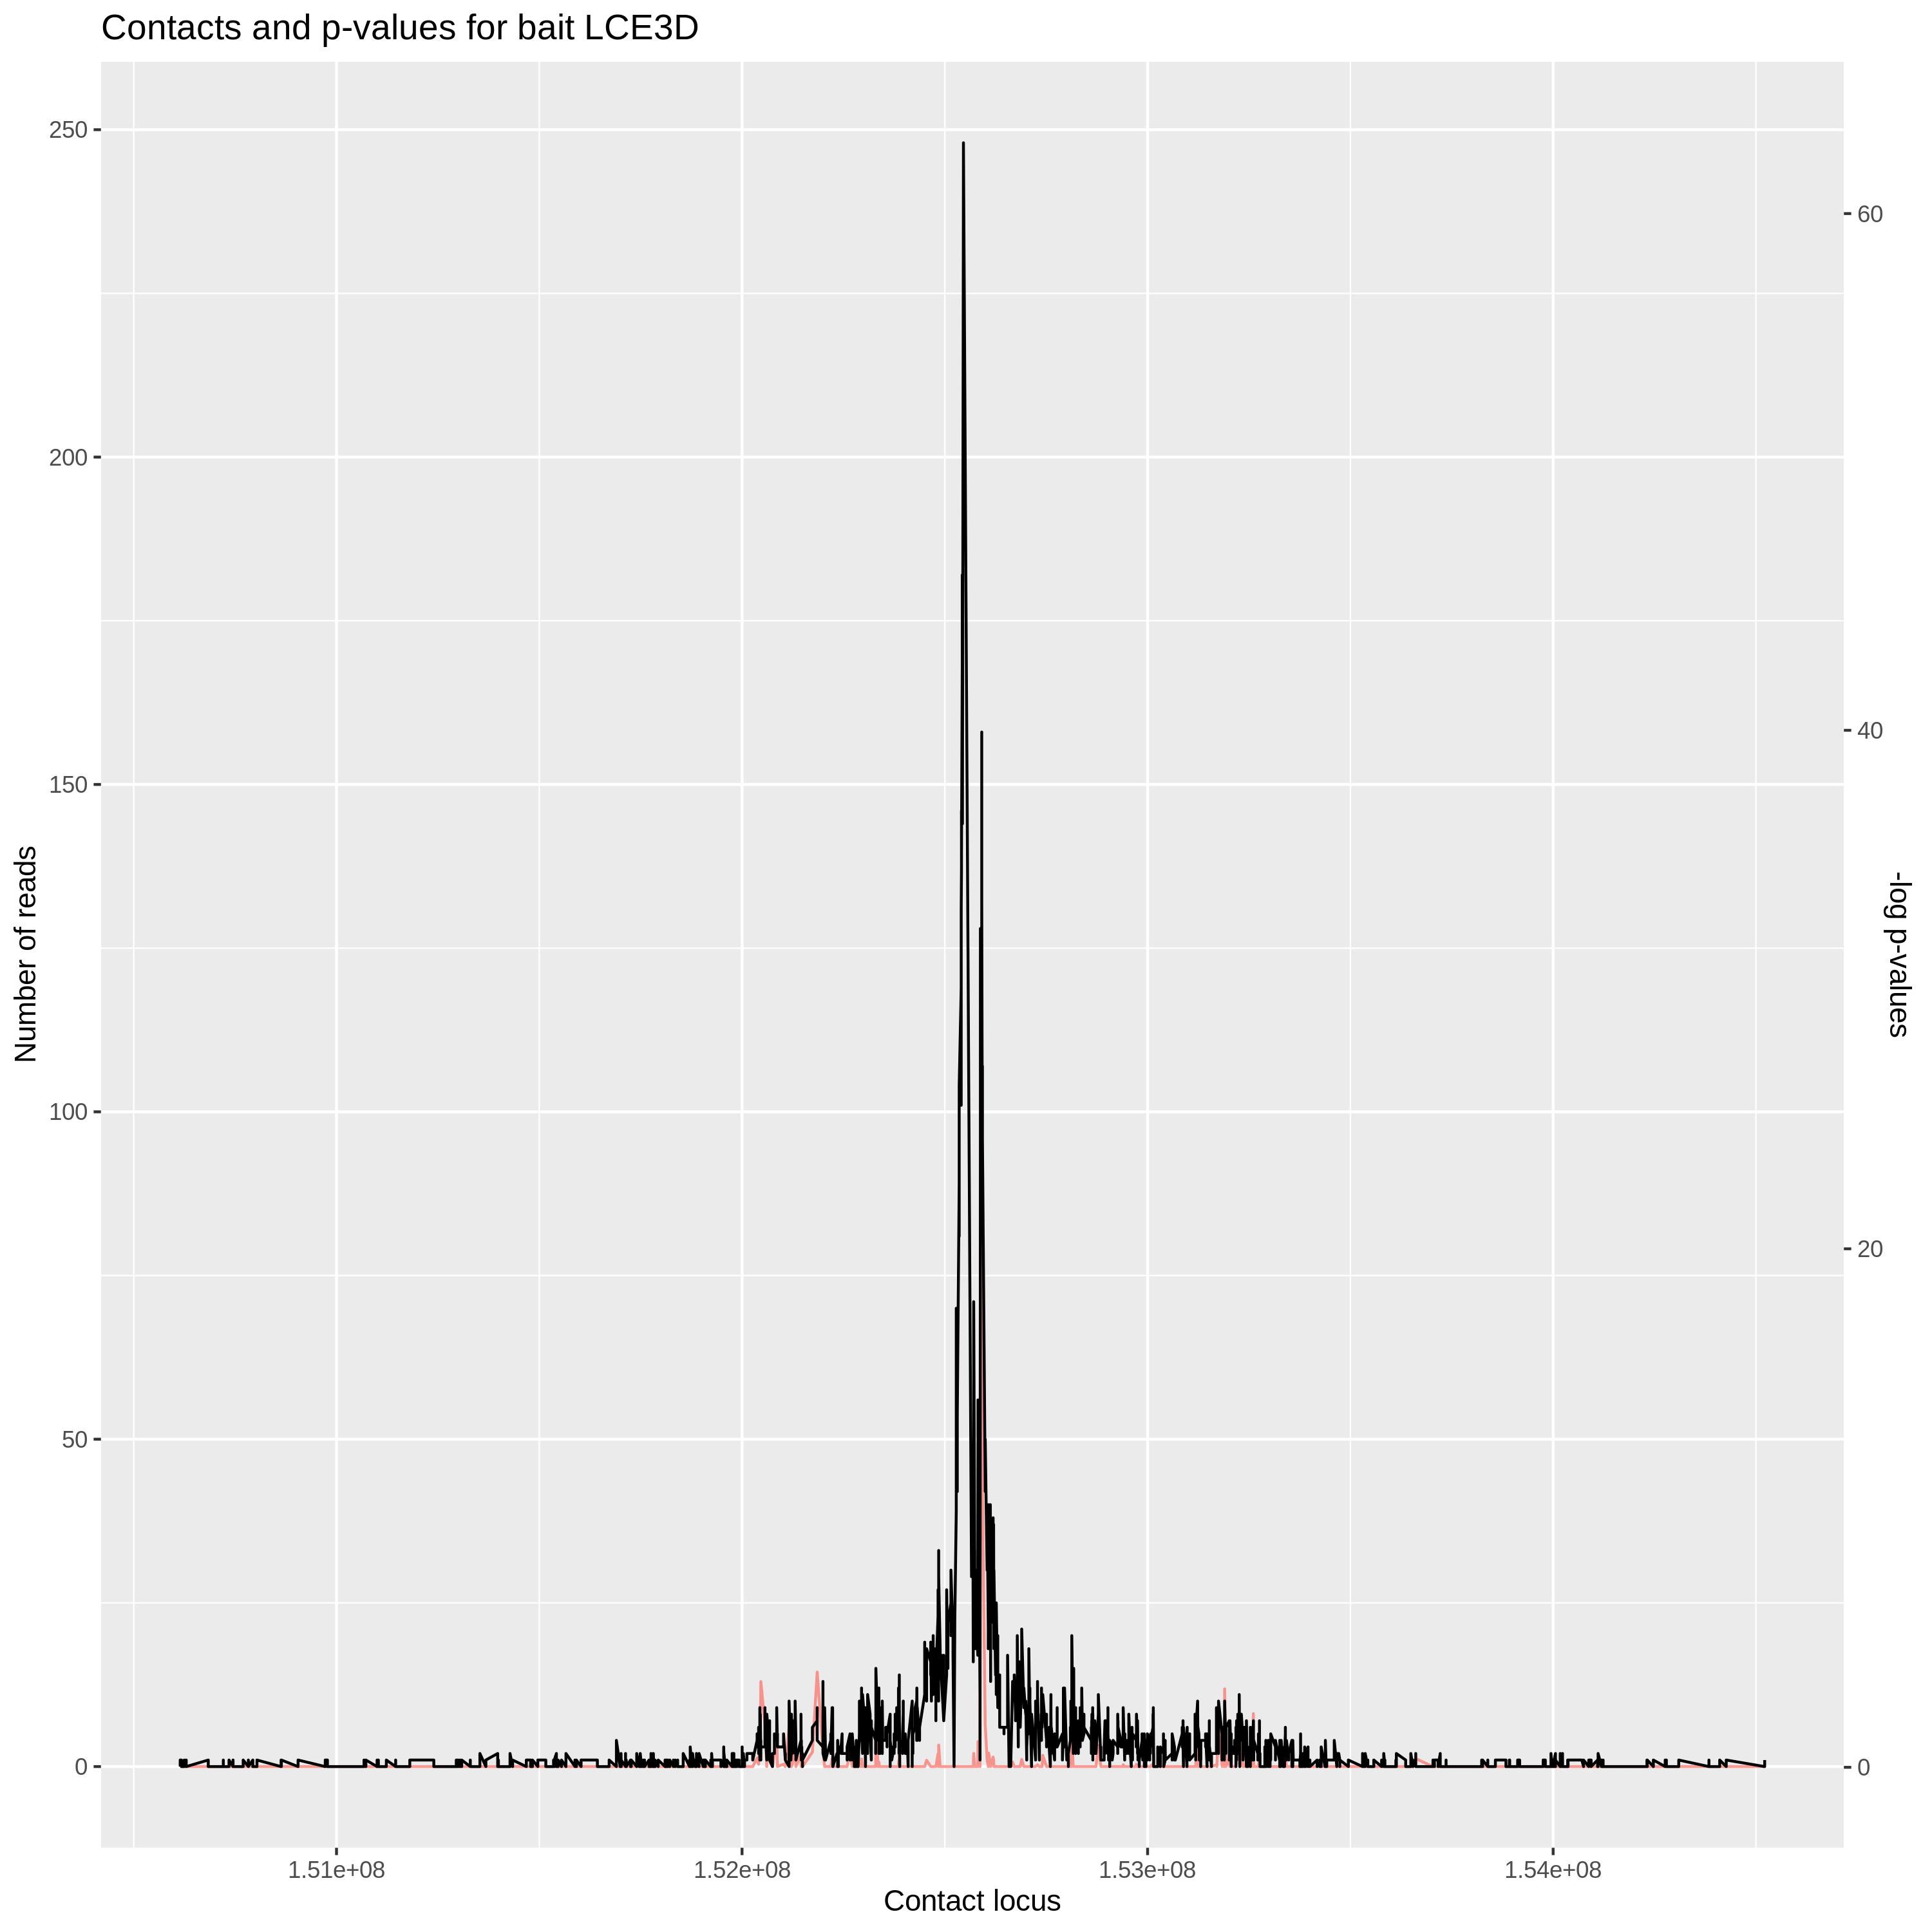 Contacts and p-values for bait LCE3D
250
200
150
100
50
0
Number of reads
60
40
20
0
-log p-values
1.51e+08
1.52e+08
1.53e+08
1.54e+08
Contact locus